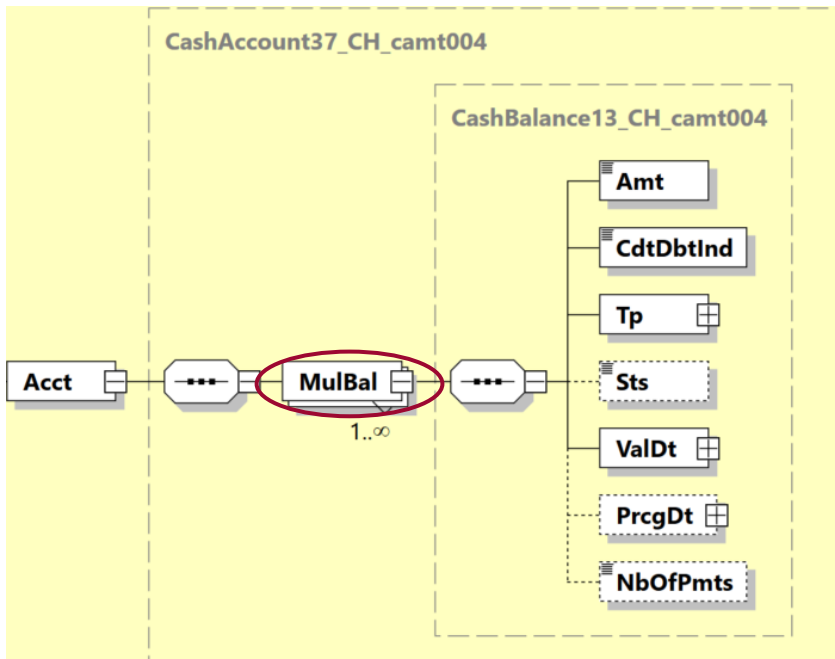 CashAccount37_CH_camt004
CashBalance13_CH_camt004
Amt
CdtDbtInd
Tp
Acct
MulBal
Sts
1..∞
ValDt
PrcgDt
NbOfPmts